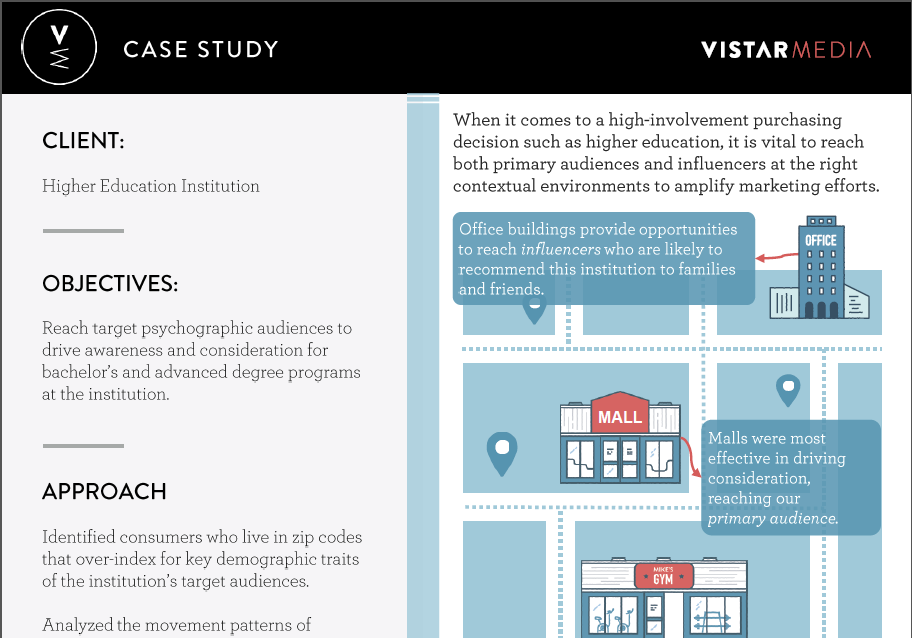 V
CASE STUDY
VISTARMEDIA
CLIENT:
Higher Education Institution
OBJECTIVES:
Reach target psychographic audiences to
drive awareness and consideration for
bachelor's and advanced degree programs
at the institution.
APPROACH
Identified consumers who live in zip codes
that over-index for key demographic traits
of the institution's target audiences.
Analyzed the movement patterns of
When it comes to a high-involvement purchasing
decision such as higher education, it is vital to reach
both primary audiences and influencers at the right
contextual environments to amplify marketing efforts.
Office buildings provide opportunities
to reach influencers who are likely to
recommend this institution to families
and friends.
OFFICE
MALL
Malls were most
effective in driving
consideration,
reaching our
primary audience.
MIKE'S
GYM